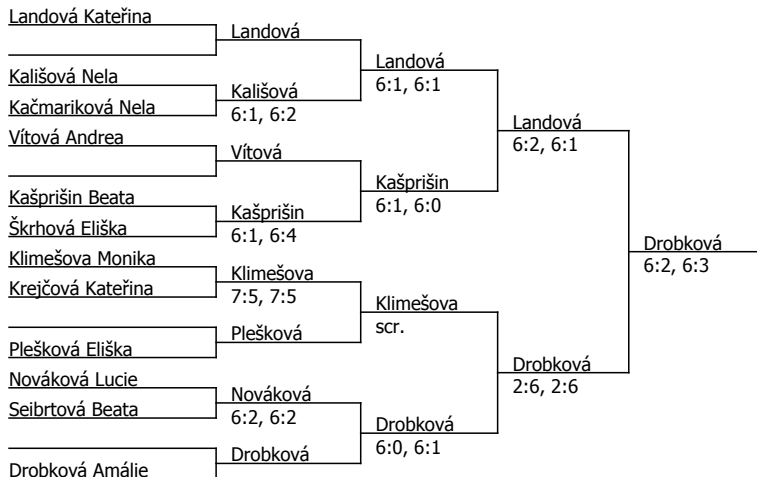 Landová Kateřina
Kališová Nela
Kačmariková Nela
Vítová Andrea
Kašprišin Beata
Škrhová Eliška
Klimešova Monika
Krejčová Kateřina
Plešková Eliška
Nováková Lucie
Seibrtová Beata
Drobková Amálie
Landová
Kališová
6:1, 6:2
Vítová
Kašprišin
6:1, 6:4
Klimešova
7:5, 7:5
Plešková
Nováková
6:2, 6:2
Drobková
Landová
6:1, 6:1
Kašprišin
6:1, 6:0
Klimešova
scr.
Drobková
6:0, 6:1
Landová
6:2, 6:1
Drobková
2:6, 2:6
Drobková
6:2, 6:3